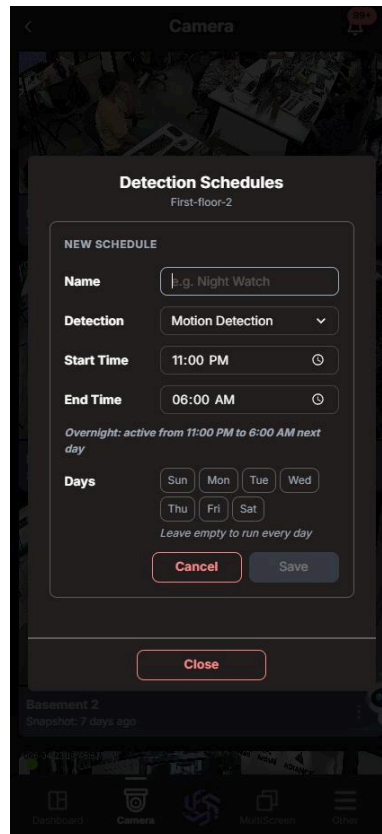 Camera
89+
Detection Schedules
First-floor-2
NEW SCHEDULE
Name
e.g. Night Watch
Detection
Motion Detection
Start Time
11:00 PM
End Time
06:00 AM
Overnight: active from 11:00 PM to 6:00 AM next
day
Days
Sun Mon Tue Wed
Thu Fri Sat
Leave empty to run every day
Cancel Save
Close
Basement 2
Snapshot: 7 days ago
Dashboard Camera MultiScreen Other